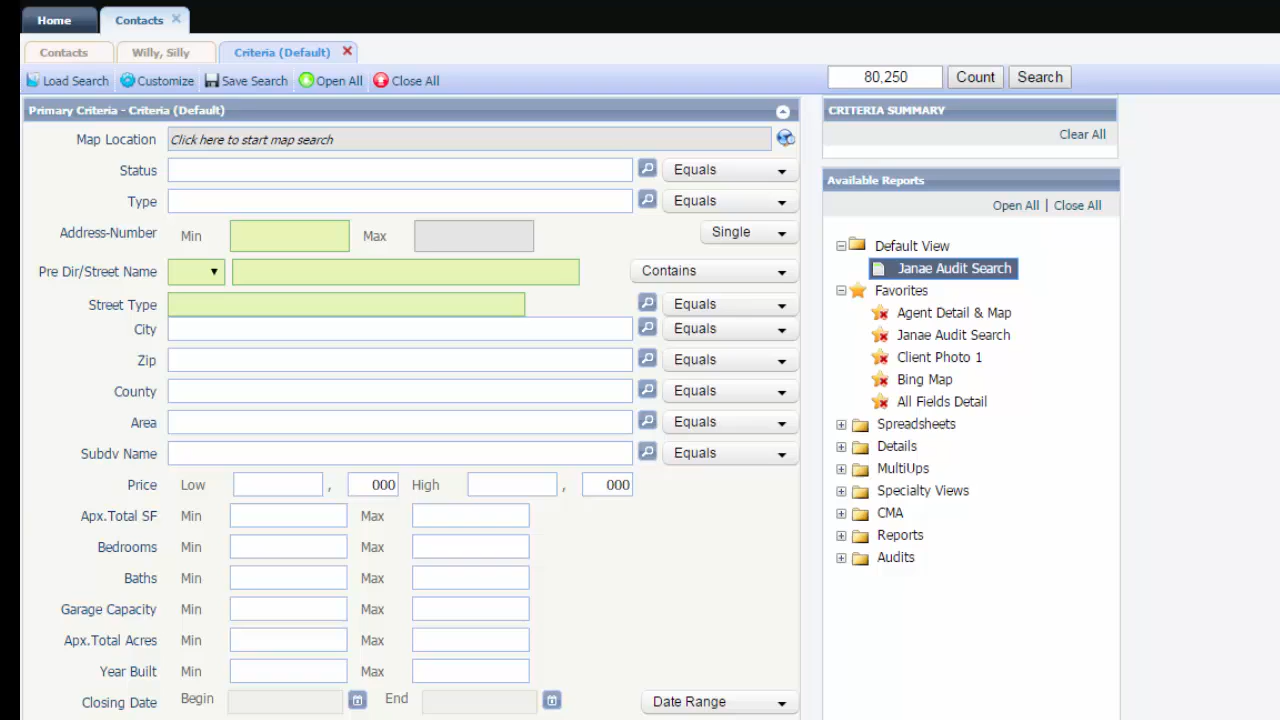 Home Contacts
Contacts Willy, Silly Criteria (Default)
Load Search Customize Save Search Open All Close All 80,250 Count Search
Primary Criteria - Criteria (Default)
Map Location Click here to start map search
Status Equals
Type Equals
Address-Number Min Max Single
Pre Dir/Street Name Contains
Street Type Equals
City Equals
Zip Equals
County Equals
Area Equals
Subdv Name Equals
Price Low , 000 High , 000
Apx.Total SF Min Max
Bedrooms Min Max
Baths Min Max
Garage Capacity Min Max
Apx.Total Acres Min Max
Year Built Min Max
Closing Date Begin End Date Range
CRITERIA SUMMARY
Clear All
Available Reports
Open All | Close All
Default View
Janae Audit Search
Favorites
Agent Detail & Map
Janae Audit Search
Client Photo 1
Bing Map
All Fields Detail
Spreadsheets
Details
MultiUps
Specialty Views
CMA
Reports
Audits